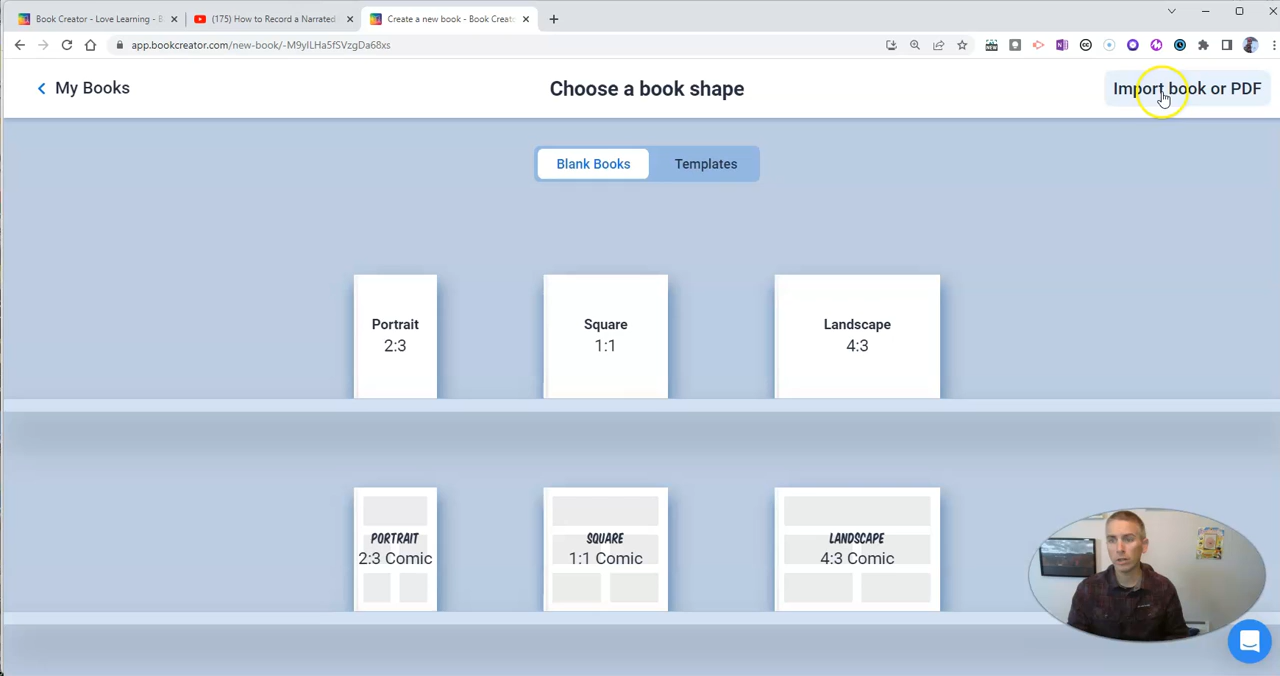 Book Creator - Love Learning - B
(175) How to Record a Narrated
Create a new book - Book Creato
app.bookcreator.com/new-book/-M9yILHa5fSVzgDa68xs
My Books
Choose a book shape
Import book or PDF
Blank Books
Templates
Portrait
2:3
Square
1:1
Landscape
4:3
PORTRAIT
2:3 Comic
SQUARE
1:1 Comic
LANDSCAPE
4:3 Comic